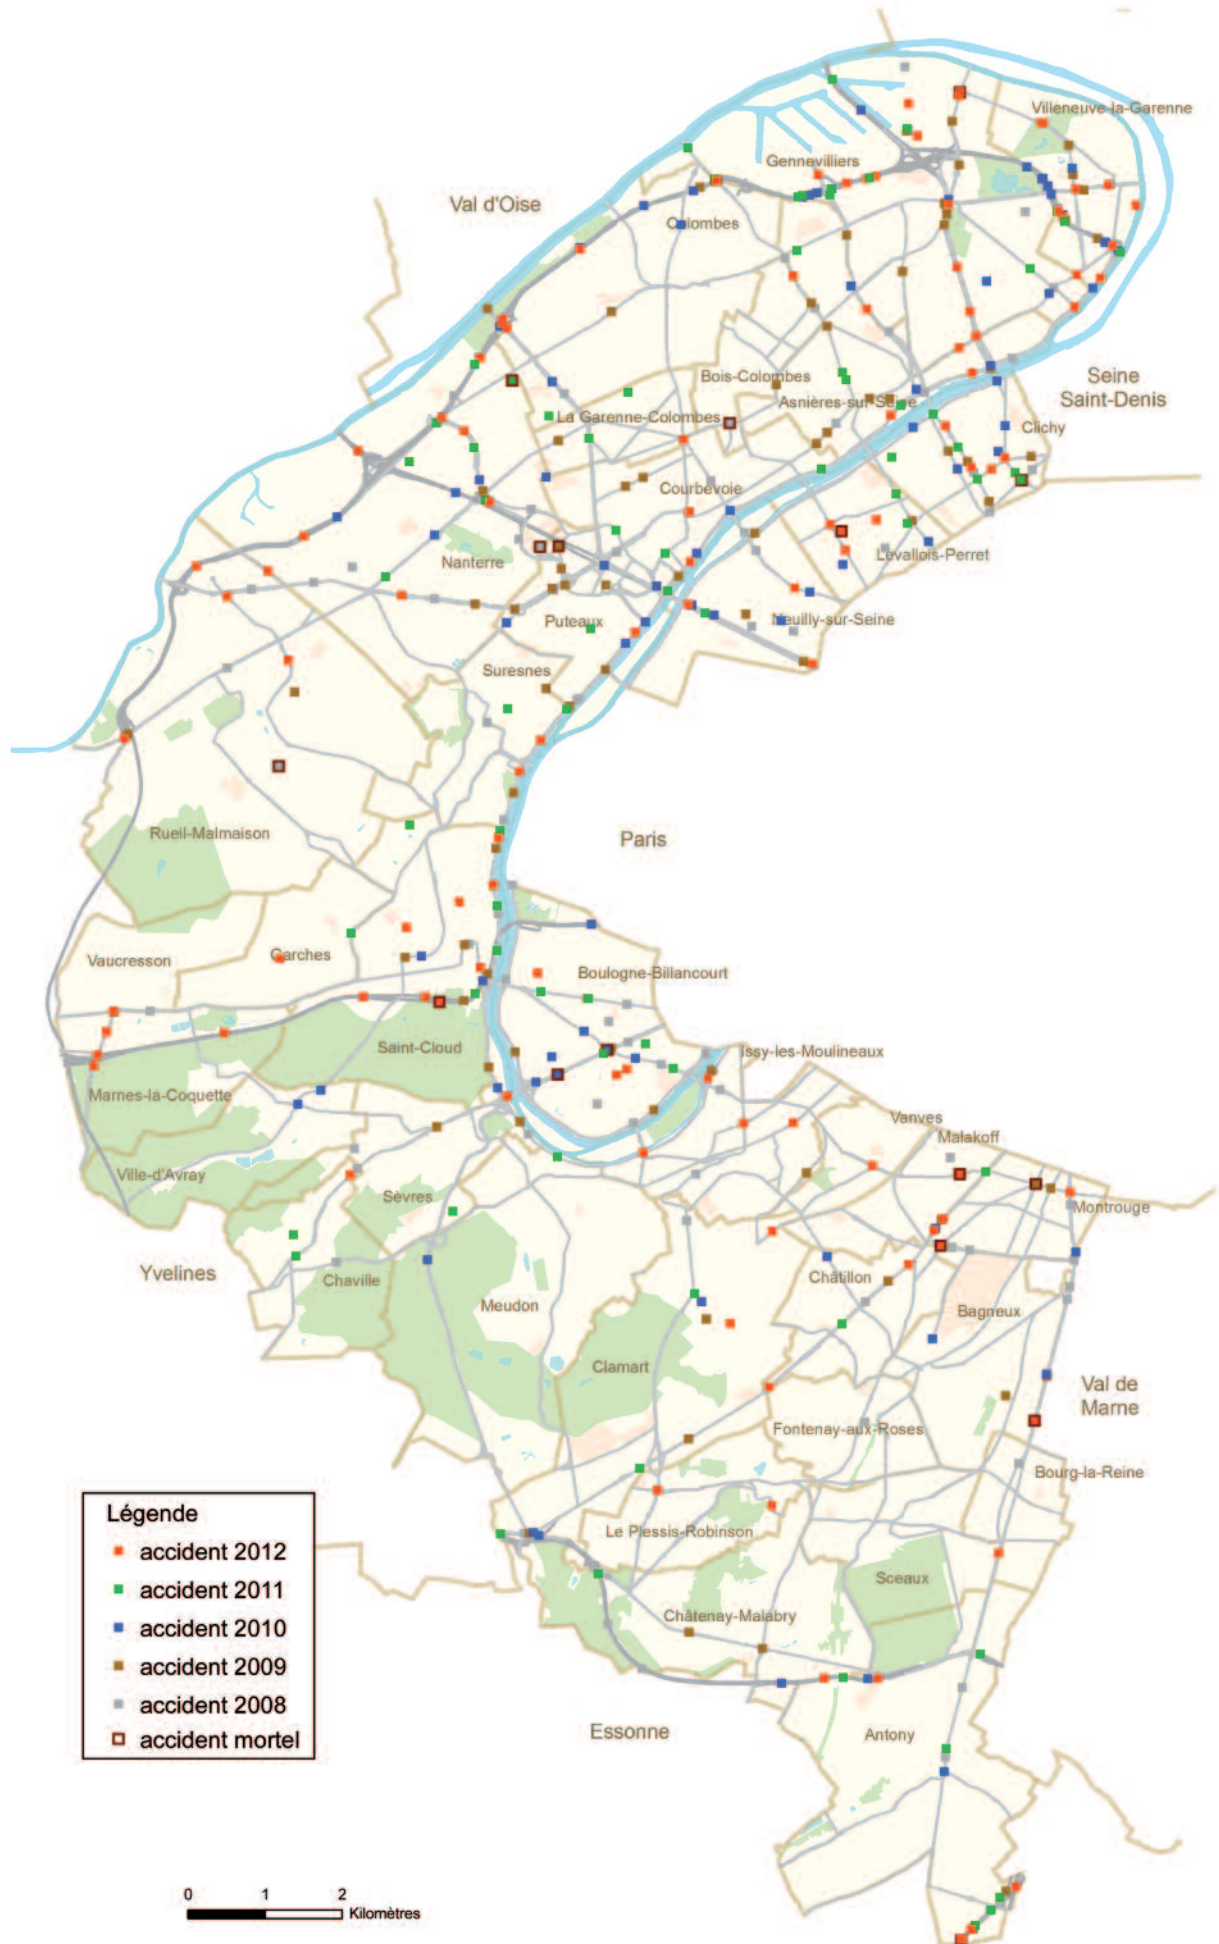 Villeneuve-la-Garenne
Gennevilliers
Val d'Oise
Colombes
Bois-Colombes
Seine
Saint-Denis
Asnières-sur-Seine
La Garenne-Colombes
Clichy
Courbevoie
Levallois-Perret
Nanterre
Puteaux
Neuilly-sur-Seine
Suresnes
Rueil-Malmaison
Paris
Vaucresson
Garches
Boulogne-Billancourt
Saint-Cloud
Issy-les-Moulineaux
Marnes-la-Coquette
Vanves
Malakoff
Ville-d'Avray
Sèvres
Montrouge
Yvelines
Chaville
Châtillon
Meudon
Bagneux
Clamart
Val de
Marne
Fontenay-aux-Roses
Bourg-la-Reine
Le Plessis-Robinson
Sceaux
Châtenay-Malabry
Essonne
Antony
Légende
accident 2012
accident 2011
accident 2010
accident 2009
accident 2008
accident mortel
0 1 2
Kilomètres